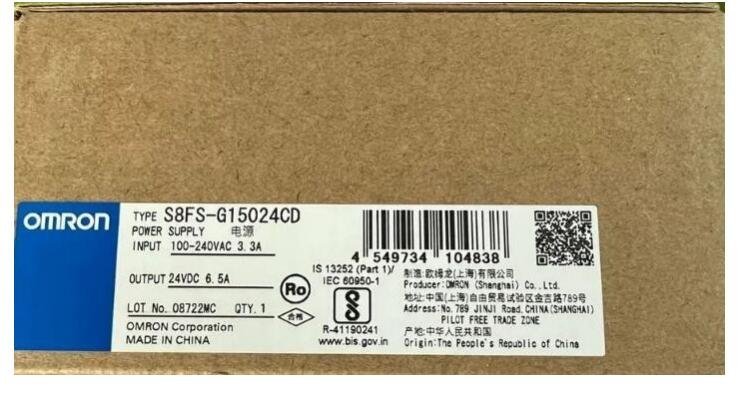 OMRON
TYPE S8FS-G15024CD
POWER SUPPLY 电源
INPUT 100-240VAC 3.3A
OUTPUT 24VDC 6.5A
LOT No. 08722MC QTY. 1
OMRON Corporation
MADE IN CHINA
Ro
合格
IS 13252 (Part 1)/
IEC 60950-1
R-41190241
www.bis.gov.in
4 549734 104838
制造:欧姆龙(上海)有限公司
Producer:OMRON (Shanghai) Co.,Ltd.
地址:中国(上海)自由贸易试验区金吉路789号
Address:No.789 JINJI Road, CHINA(SHANGHAI)
PILOT FREE TRADE ZONE
产地:中华人民共和国
Origin:The People's Republic of China